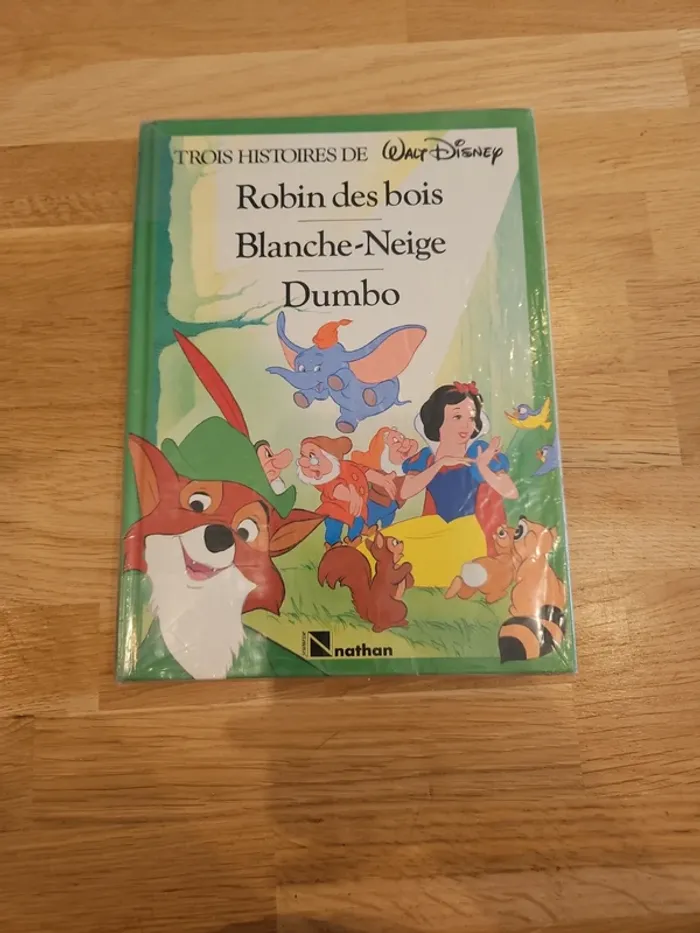 TROIS HISTOIRES DE WALT DISNEY
Robin des bois
Blanche-Neige
Dumbo
nathan